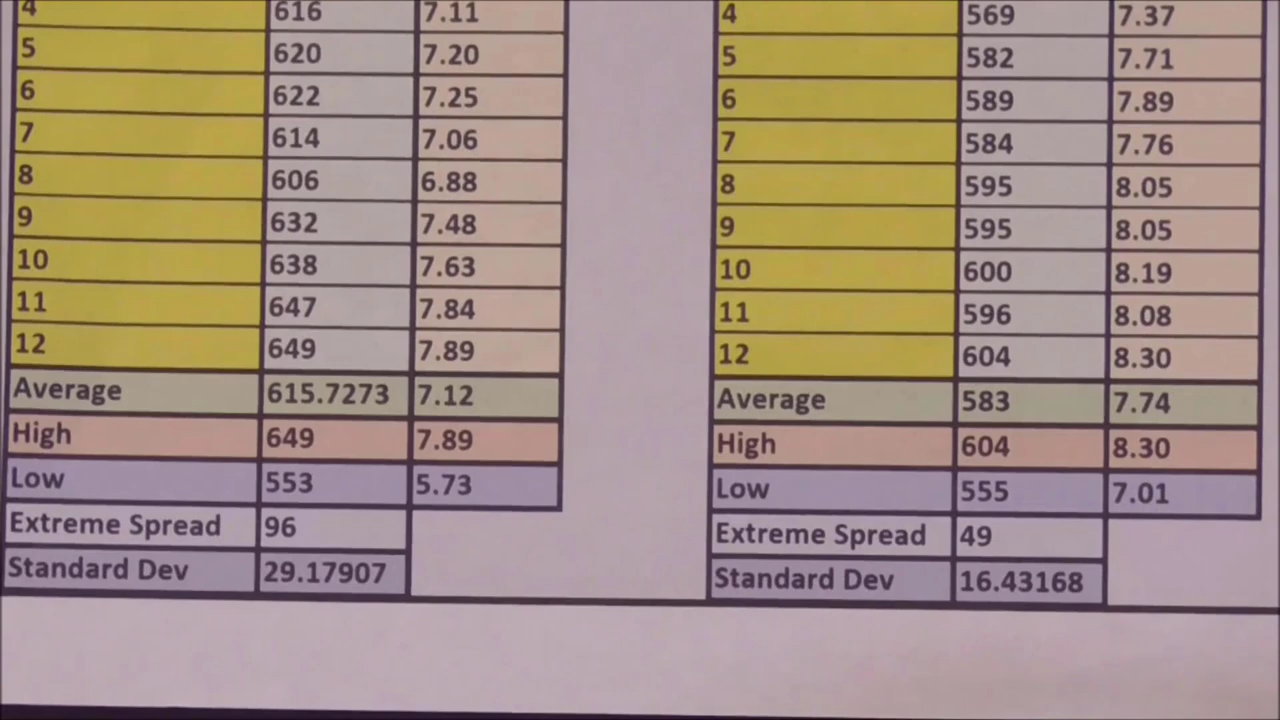 4 616 7.11
5 620 7.20
6 622 7.25
7 614 7.06
8 606 6.88
9 632 7.48
10 638 7.63
11 647 7.84
12 649 7.89
Average 615.7273 7.12
High 649 7.89
Low 553 5.73
Extreme Spread 96
Standard Dev 29.17907
4 569 7.37
5 582 7.71
6 589 7.89
7 584 7.76
8 595 8.05
9 595 8.05
10 600 8.19
11 596 8.08
12 604 8.30
Average 583 7.74
High 604 8.30
Low 555 7.01
Extreme Spread 49
Standard Dev 16.43168